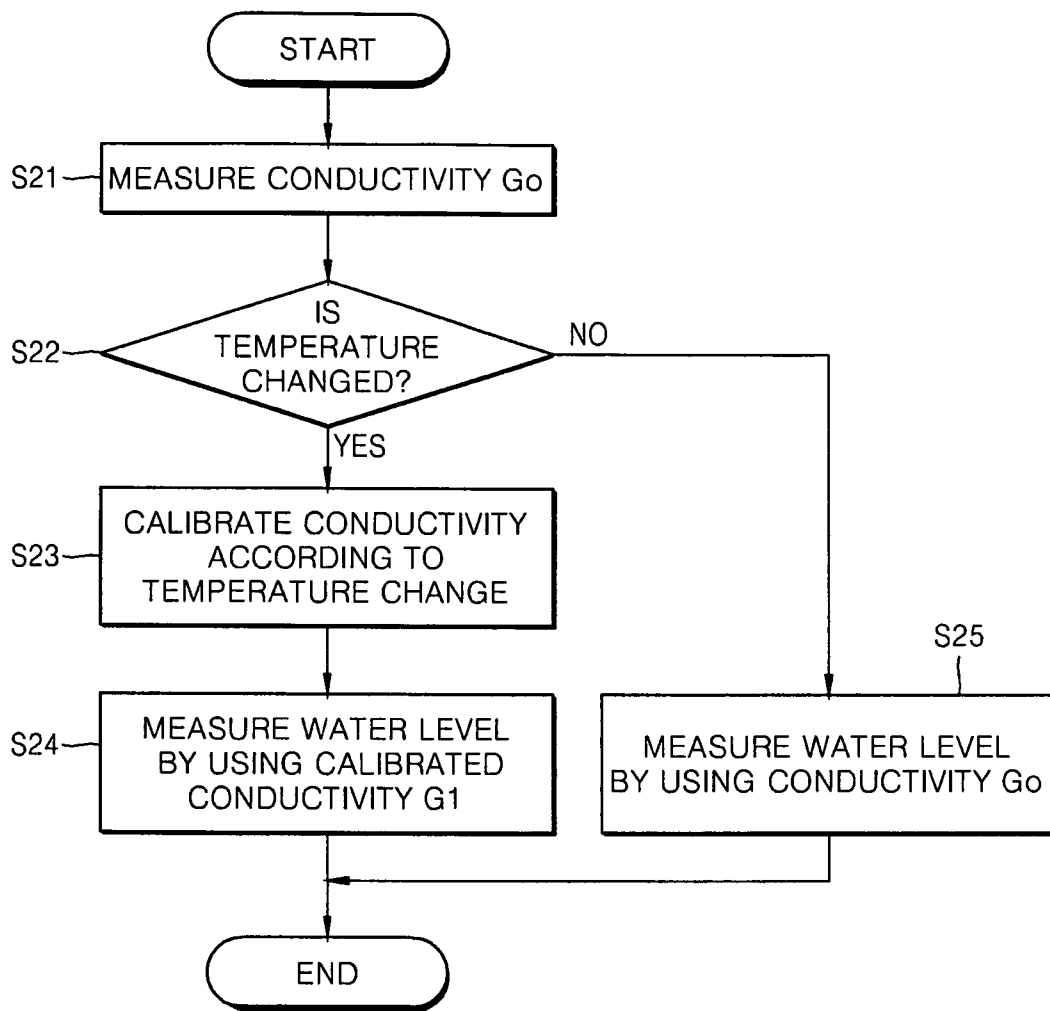 START
S21
MEASURE CONDUCTIVITY Go
S22
IS
TEMPERATURE
CHANGED?
NO
YES
S23
CALIBRATE CONDUCTIVITY
ACCORDING TO
TEMPERATURE CHANGE
S24
MEASURE WATER LEVEL
BY USING CALIBRATED
CONDUCTIVITY G1
S25
MEASURE WATER LEVEL
BY USING CONDUCTIVITY Go
END